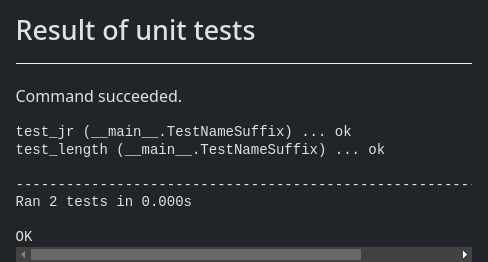 Result of unit tests
Command succeeded.
test_jr (__main__.TestNameSuffix) ... ok
test_length (__main__.TestNameSuffix) ... ok
----------------------------------------------------------------------
Ran 2 tests in 0.000s
OK